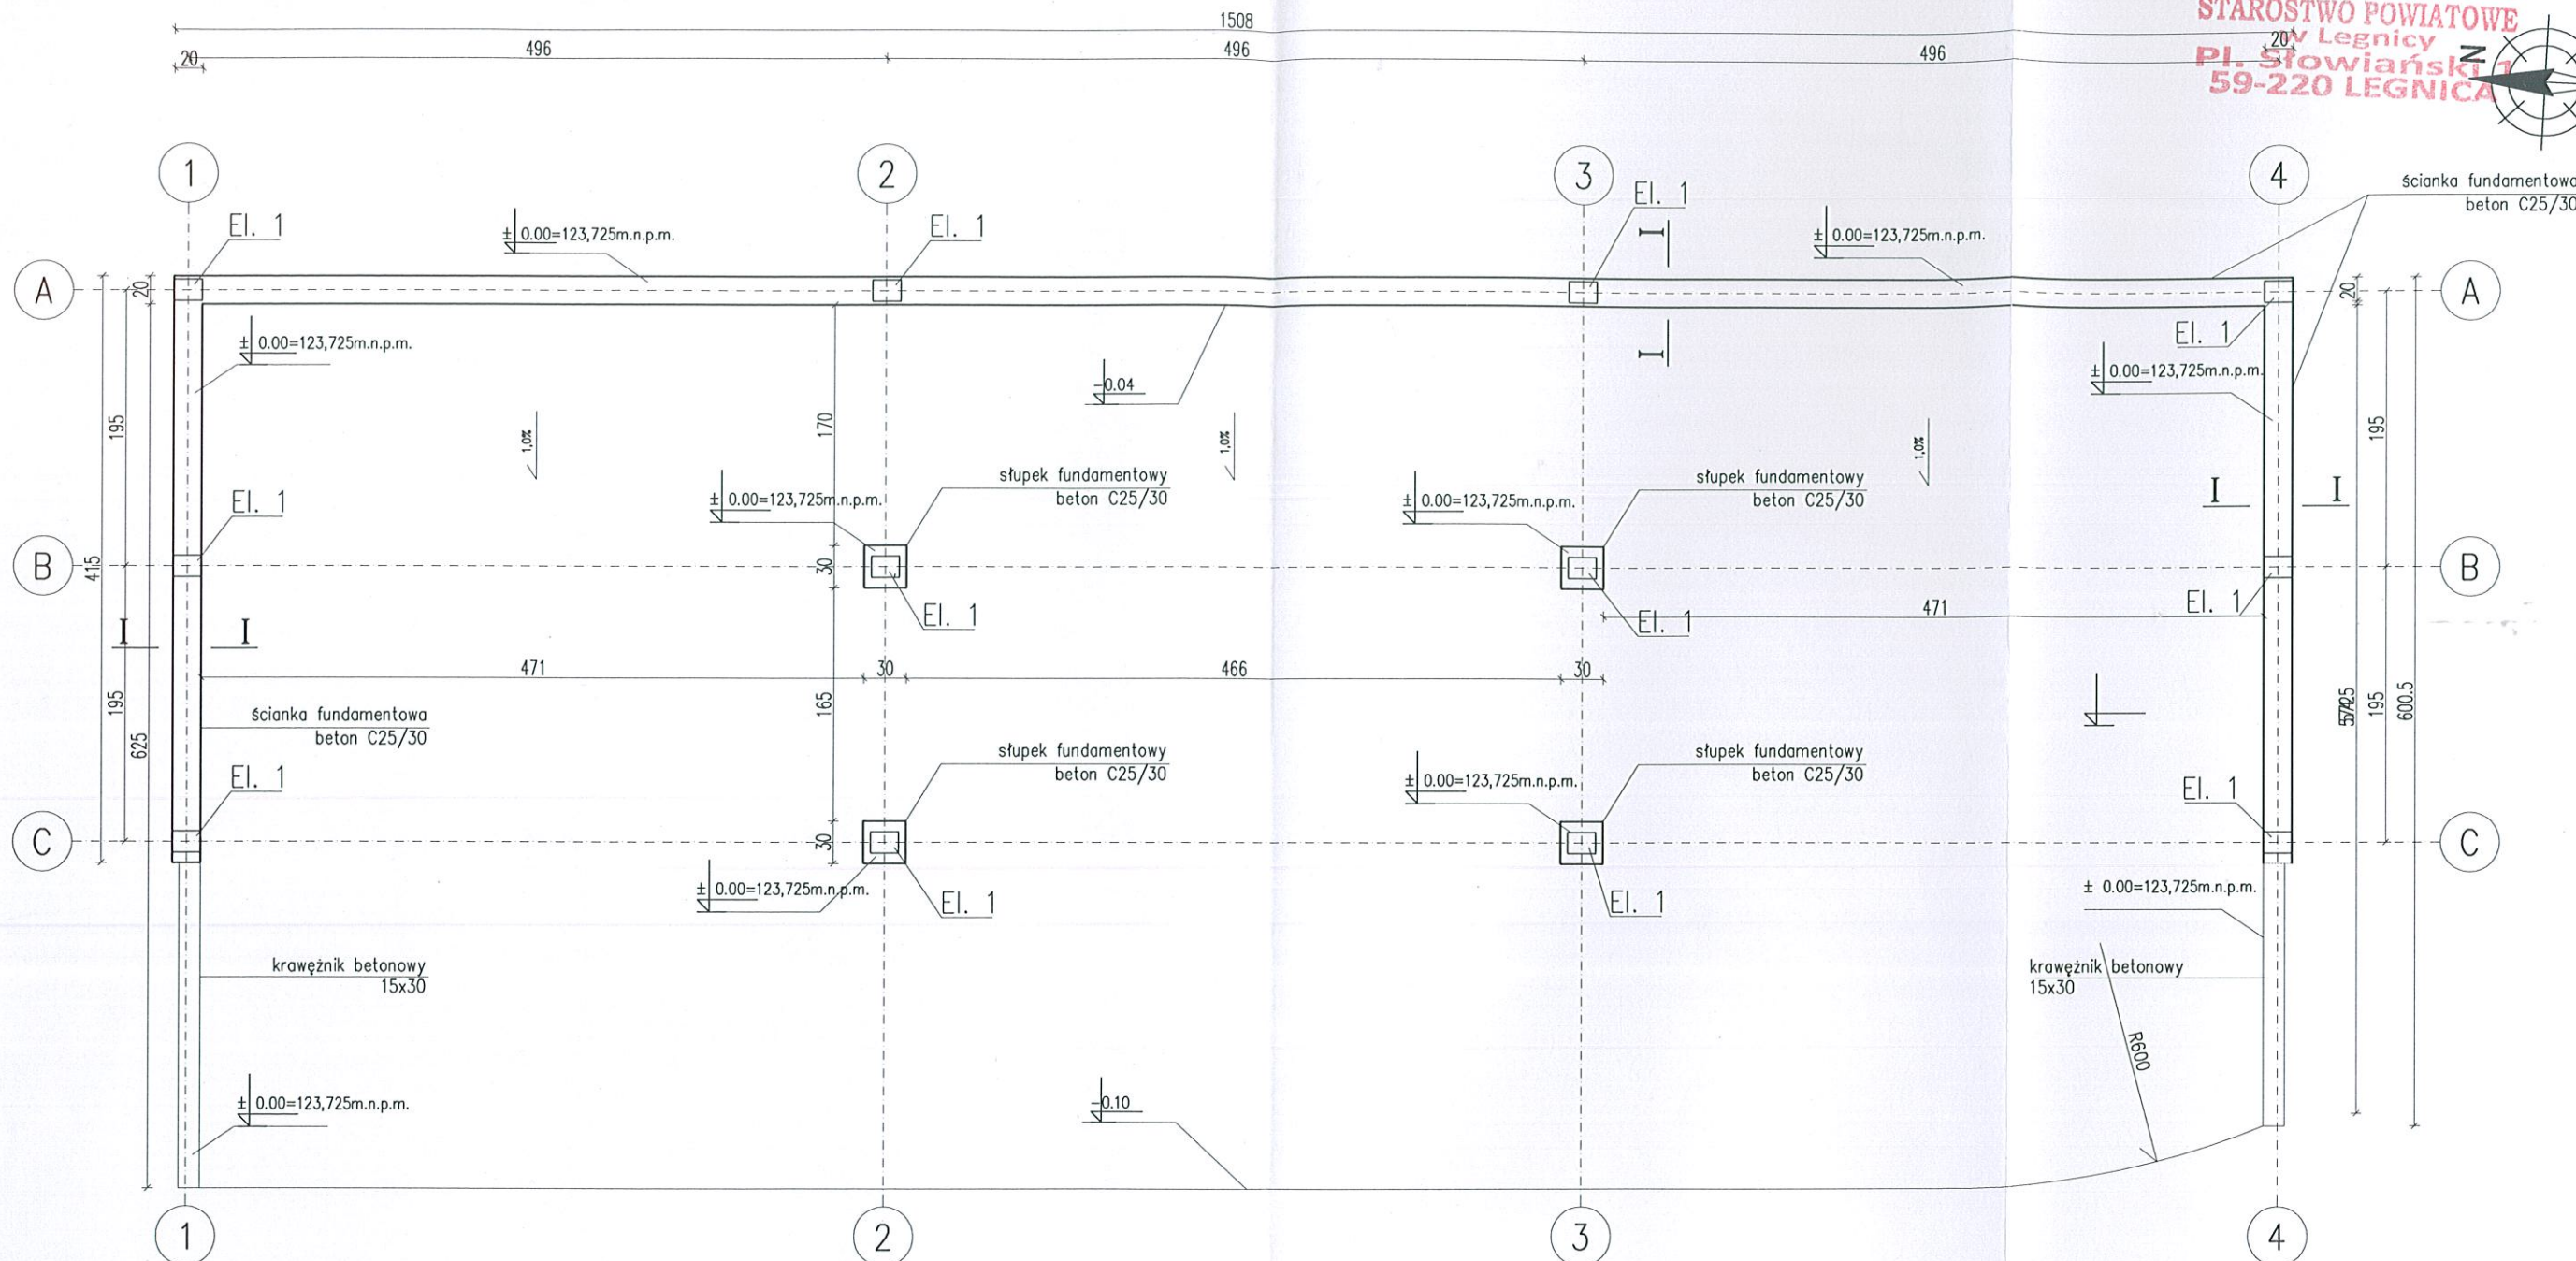 1508
496
496
496
20
20
STAROSTWO POWIATOWE
w Legnicy
Pl. Słowiański 1
59-220 LEGNICA
N
1
2
3
4
ścianka fundamentowa
beton C25/30
El. 1
± 0.00=123,725m.n.p.m.
El. 1
El. 1
I
± 0.00=123,725m.n.p.m.
A
20
20
A
± 0.00=123,725m.n.p.m.
-0.04
I
El. 1
± 0.00=123,725m.n.p.m.
195
170
195
1,0%
1,0%
1,0%
słupek fundamentowy
beton C25/30
słupek fundamentowy
beton C25/30
El. 1
± 0.00=123,725m.n.p.m.
± 0.00=123,725m.n.p.m.
I
I
B
415
30
B
El. 1
El. 1
El. 1
471
I
I
471
30
466
30
195
165
195
600.5
625
ścianka fundamentowa
beton C25/30
słupek fundamentowy
beton C25/30
słupek fundamentowy
beton C25/30
El. 1
± 0.00=123,725m.n.p.m.
El. 1
C
30
C
± 0.00=123,725m.n.p.m.
El. 1
El. 1
± 0.00=123,725m.n.p.m.
krawężnik betonowy
15x30
krawężnik betonowy
15x30
R600
± 0.00=123,725m.n.p.m.
-0.10
1
2
3
4